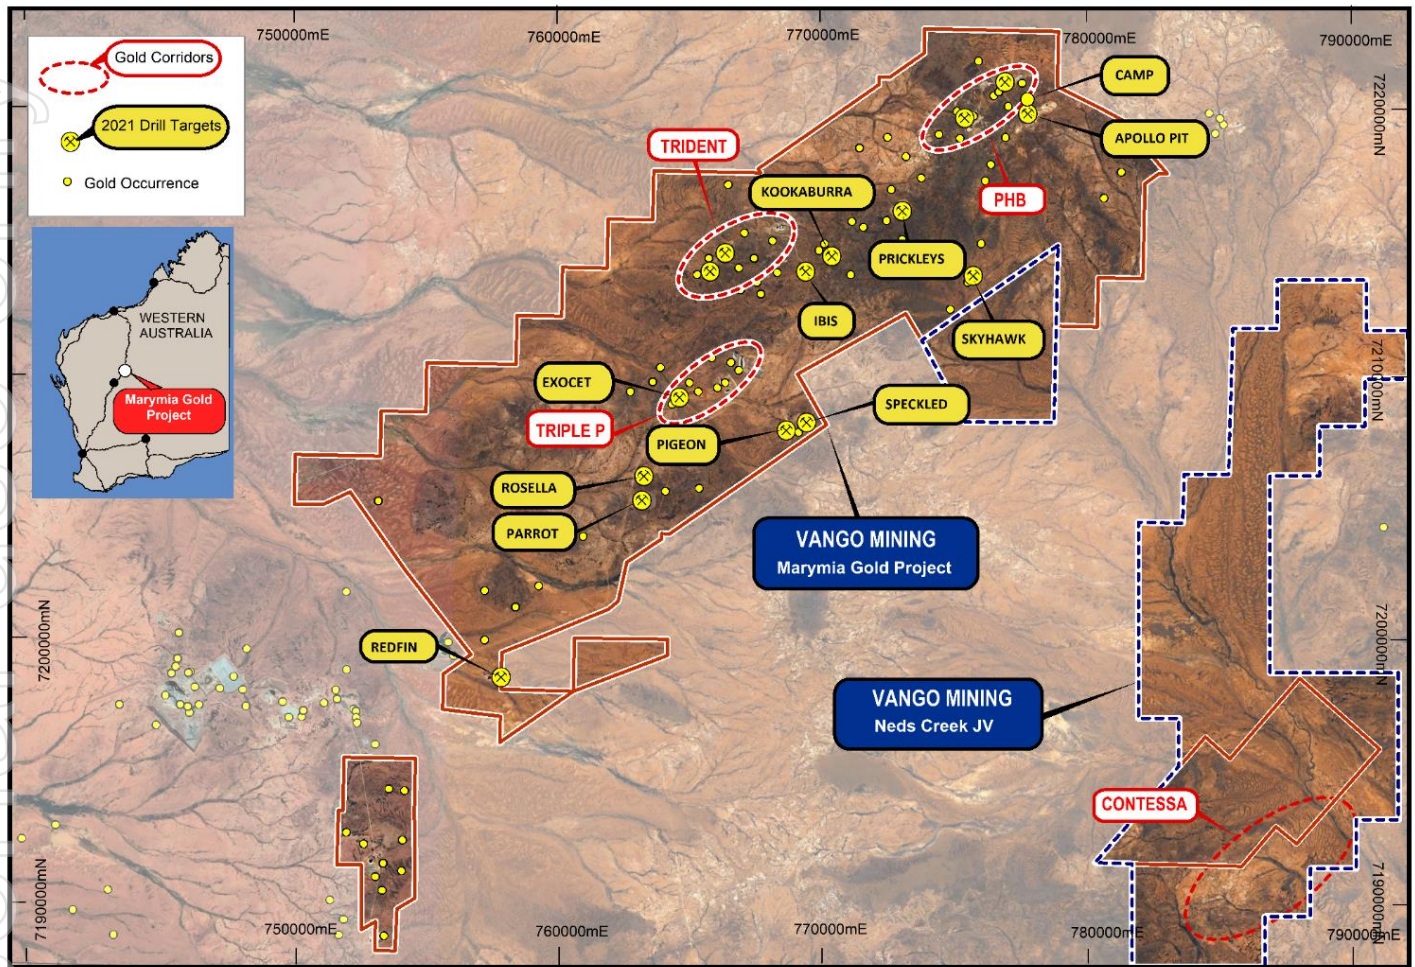 750000mE
760000mE
770000mE
780000mE
790000mE
Gold Corridors
2021 Drill Targets
Gold Occurrence
WESTERN
AUSTRALIA
Marymia Gold
Project
TRIDENT
KOOKABURRA
CAMP
APOLLO PIT
PHB
PRICKLEYS
IBIS
SKYHAWK
EXOCET
TRIPLE P
SPECKLED
PIGEON
ROSELLA
PARROT
VANGO MINING
Marymia Gold Project
REDFIN
VANGO MINING
Neds Creek JV
CONTESSA
7220000mN
7210000mN
7200000mN
7190000mN
7200000mN
7190000mN
750000mE
760000mE
770000mE
780000mE
790000mE